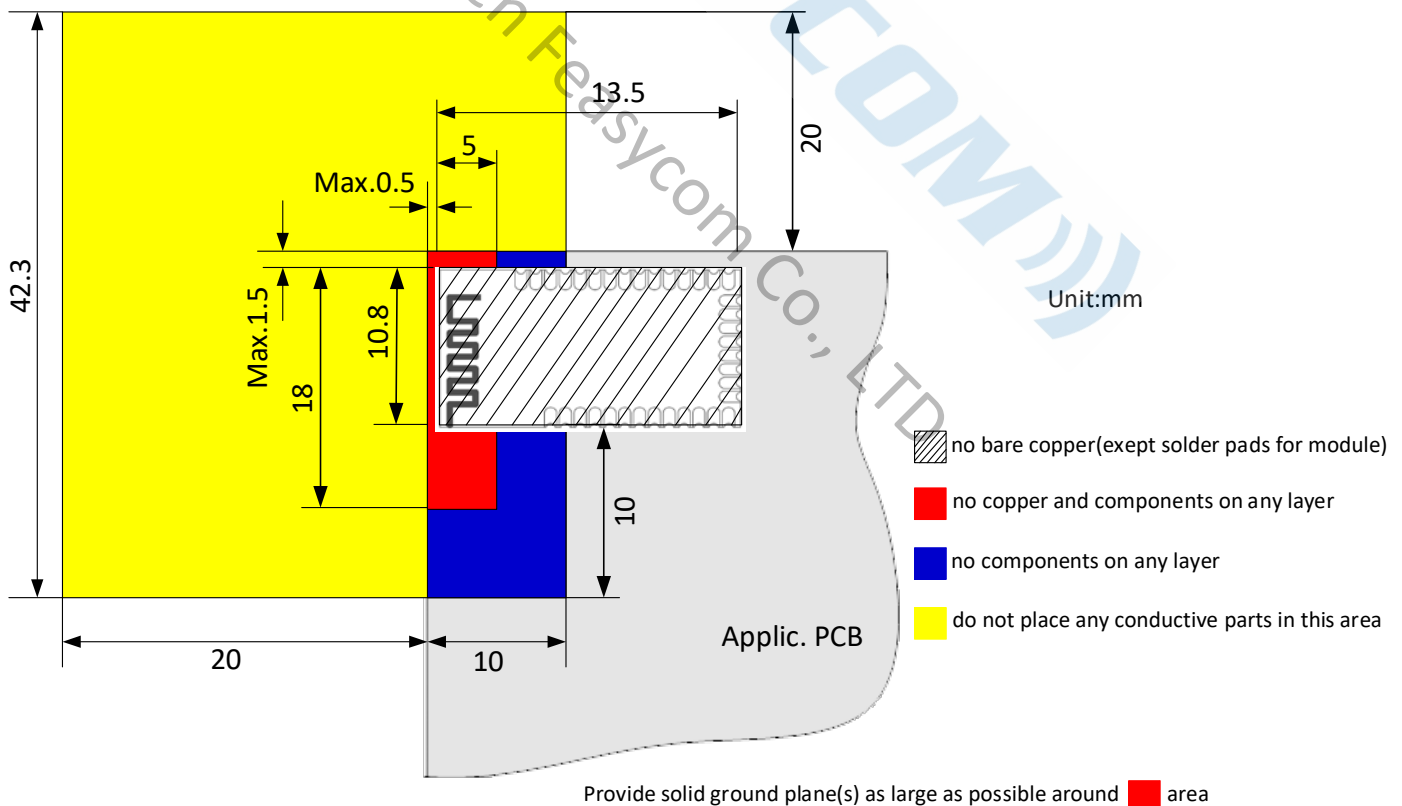 en Feasycom Co., LTD
COM
13.5
20
5
Max.0.5
42.3
Max.1.5
10.8
18
Unit:mm
10
no bare copper(exept solder pads for module)
no copper and components on any layer
no components on any layer
do not place any conductive parts in this area
Applic. PCB
20
10
Provide solid ground plane(s) as large as possible around area